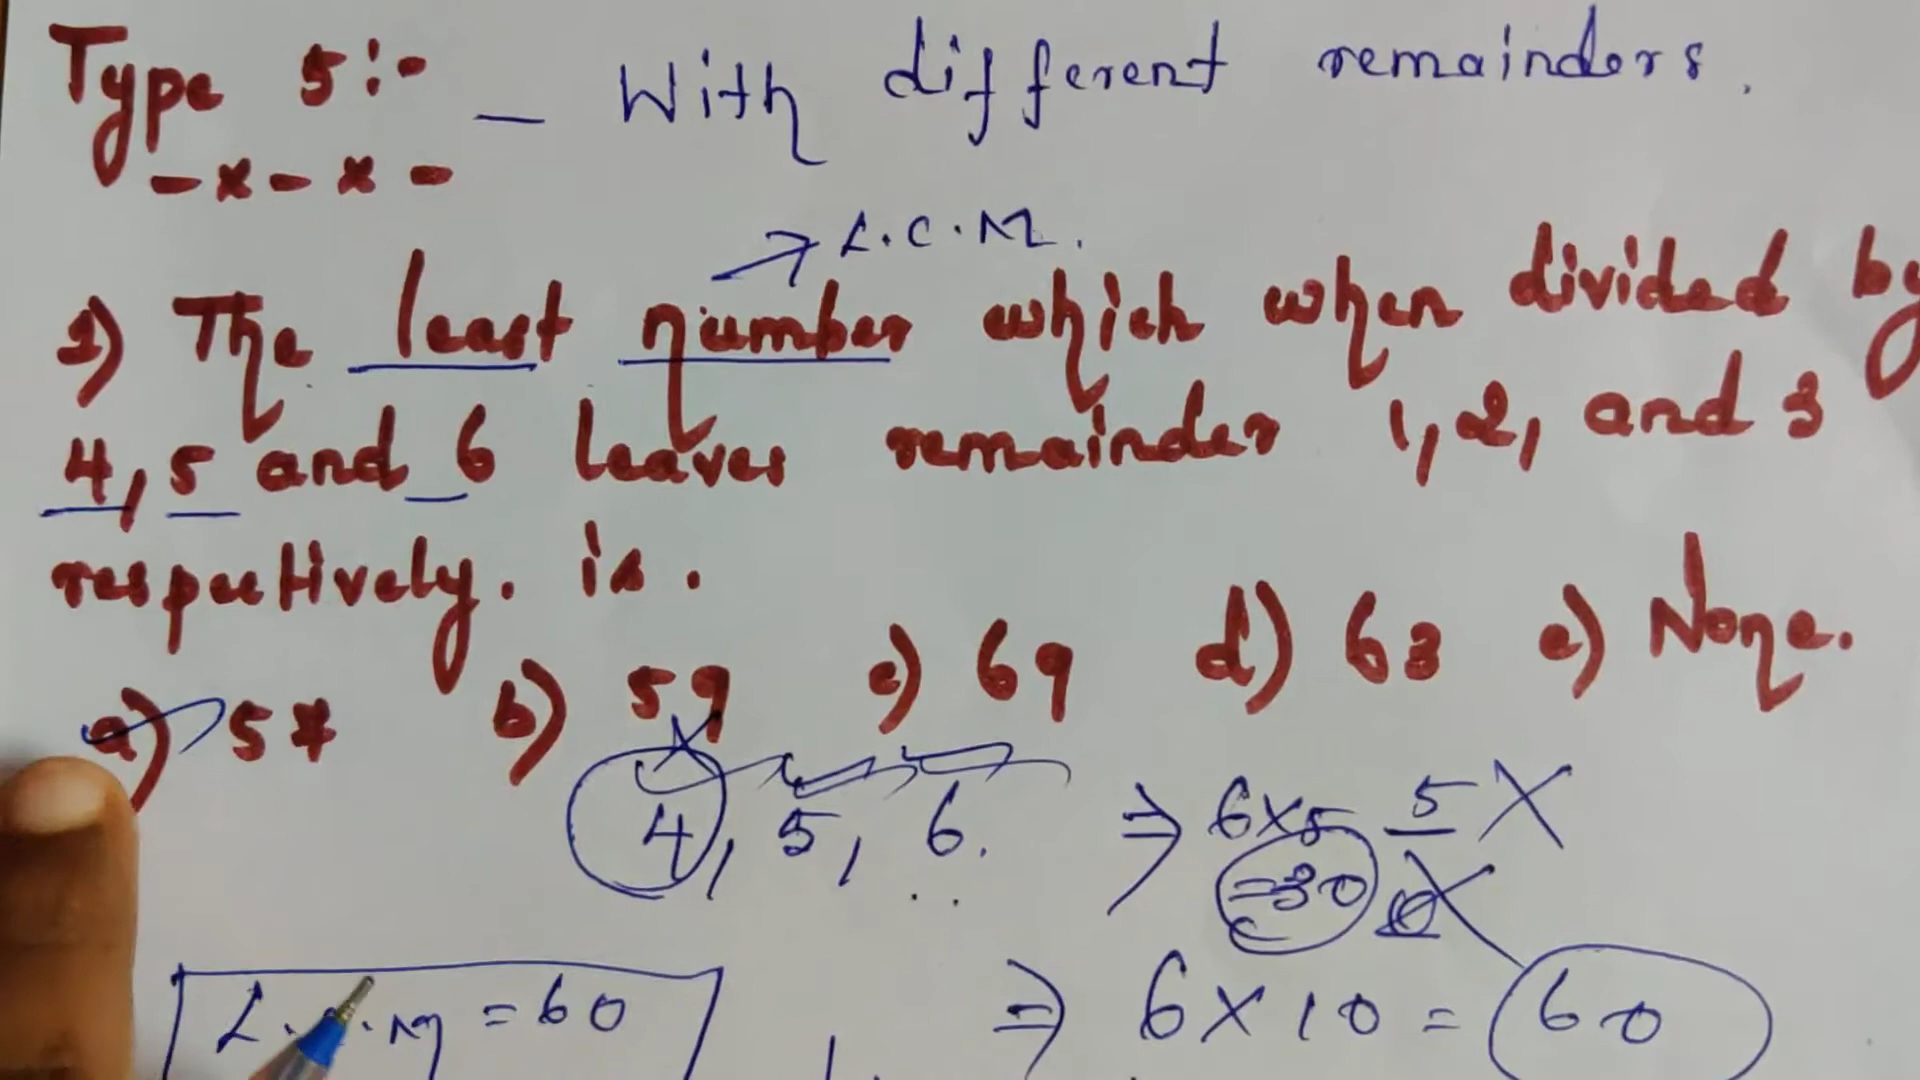 Type 5:- — With different remainders.
- x - x -
→ L.C.M.
1) The least number which when divided by
4, 5 and 6 leaves remainder 1, 2, and 3
respectively. is.
a) 57 b) 59 c) 69 d) 63 e) None.
4, 5, 6. ⇒ 6x5 5 X
=30
L.C.M = 60 ⇒ 6 x 10 = 60